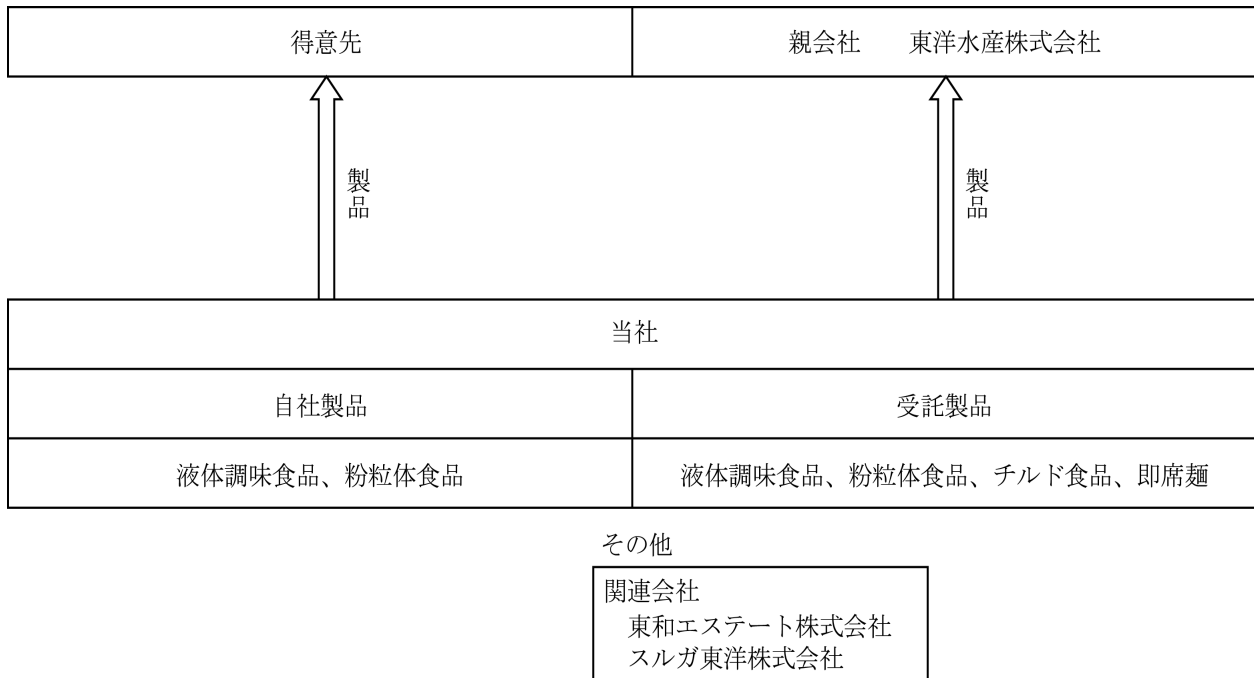 得意先
親会社　　東洋水産株式会社
製品
製品
当社
自社製品
受託製品
液体調味食品、粉粒体食品
液体調味食品、粉粒体食品、チルド食品、即席麺
その他
関連会社
東和エステート株式会社
スルガ東洋株式会社